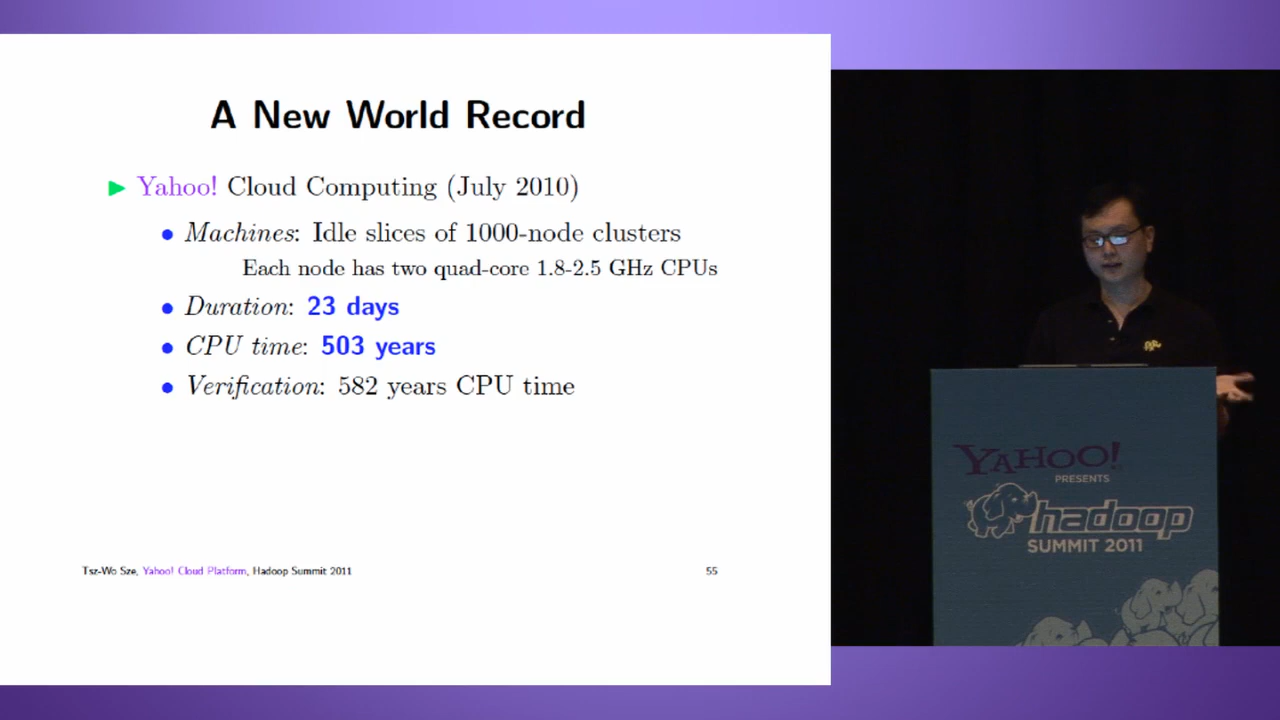 A New World Record
Yahoo! Cloud Computing (July 2010)
Machines: Idle slices of 1000-node clusters
Each node has two quad-core 1.8-2.5 GHz CPUs
Duration: 23 days
CPU time: 503 years
Verification: 582 years CPU time
Tsz-Wo Sze, Yahoo! Cloud Platform, Hadoop Summit 2011
55
YAHOO!
PRESENTS
hadoop
SUMMIT 2011